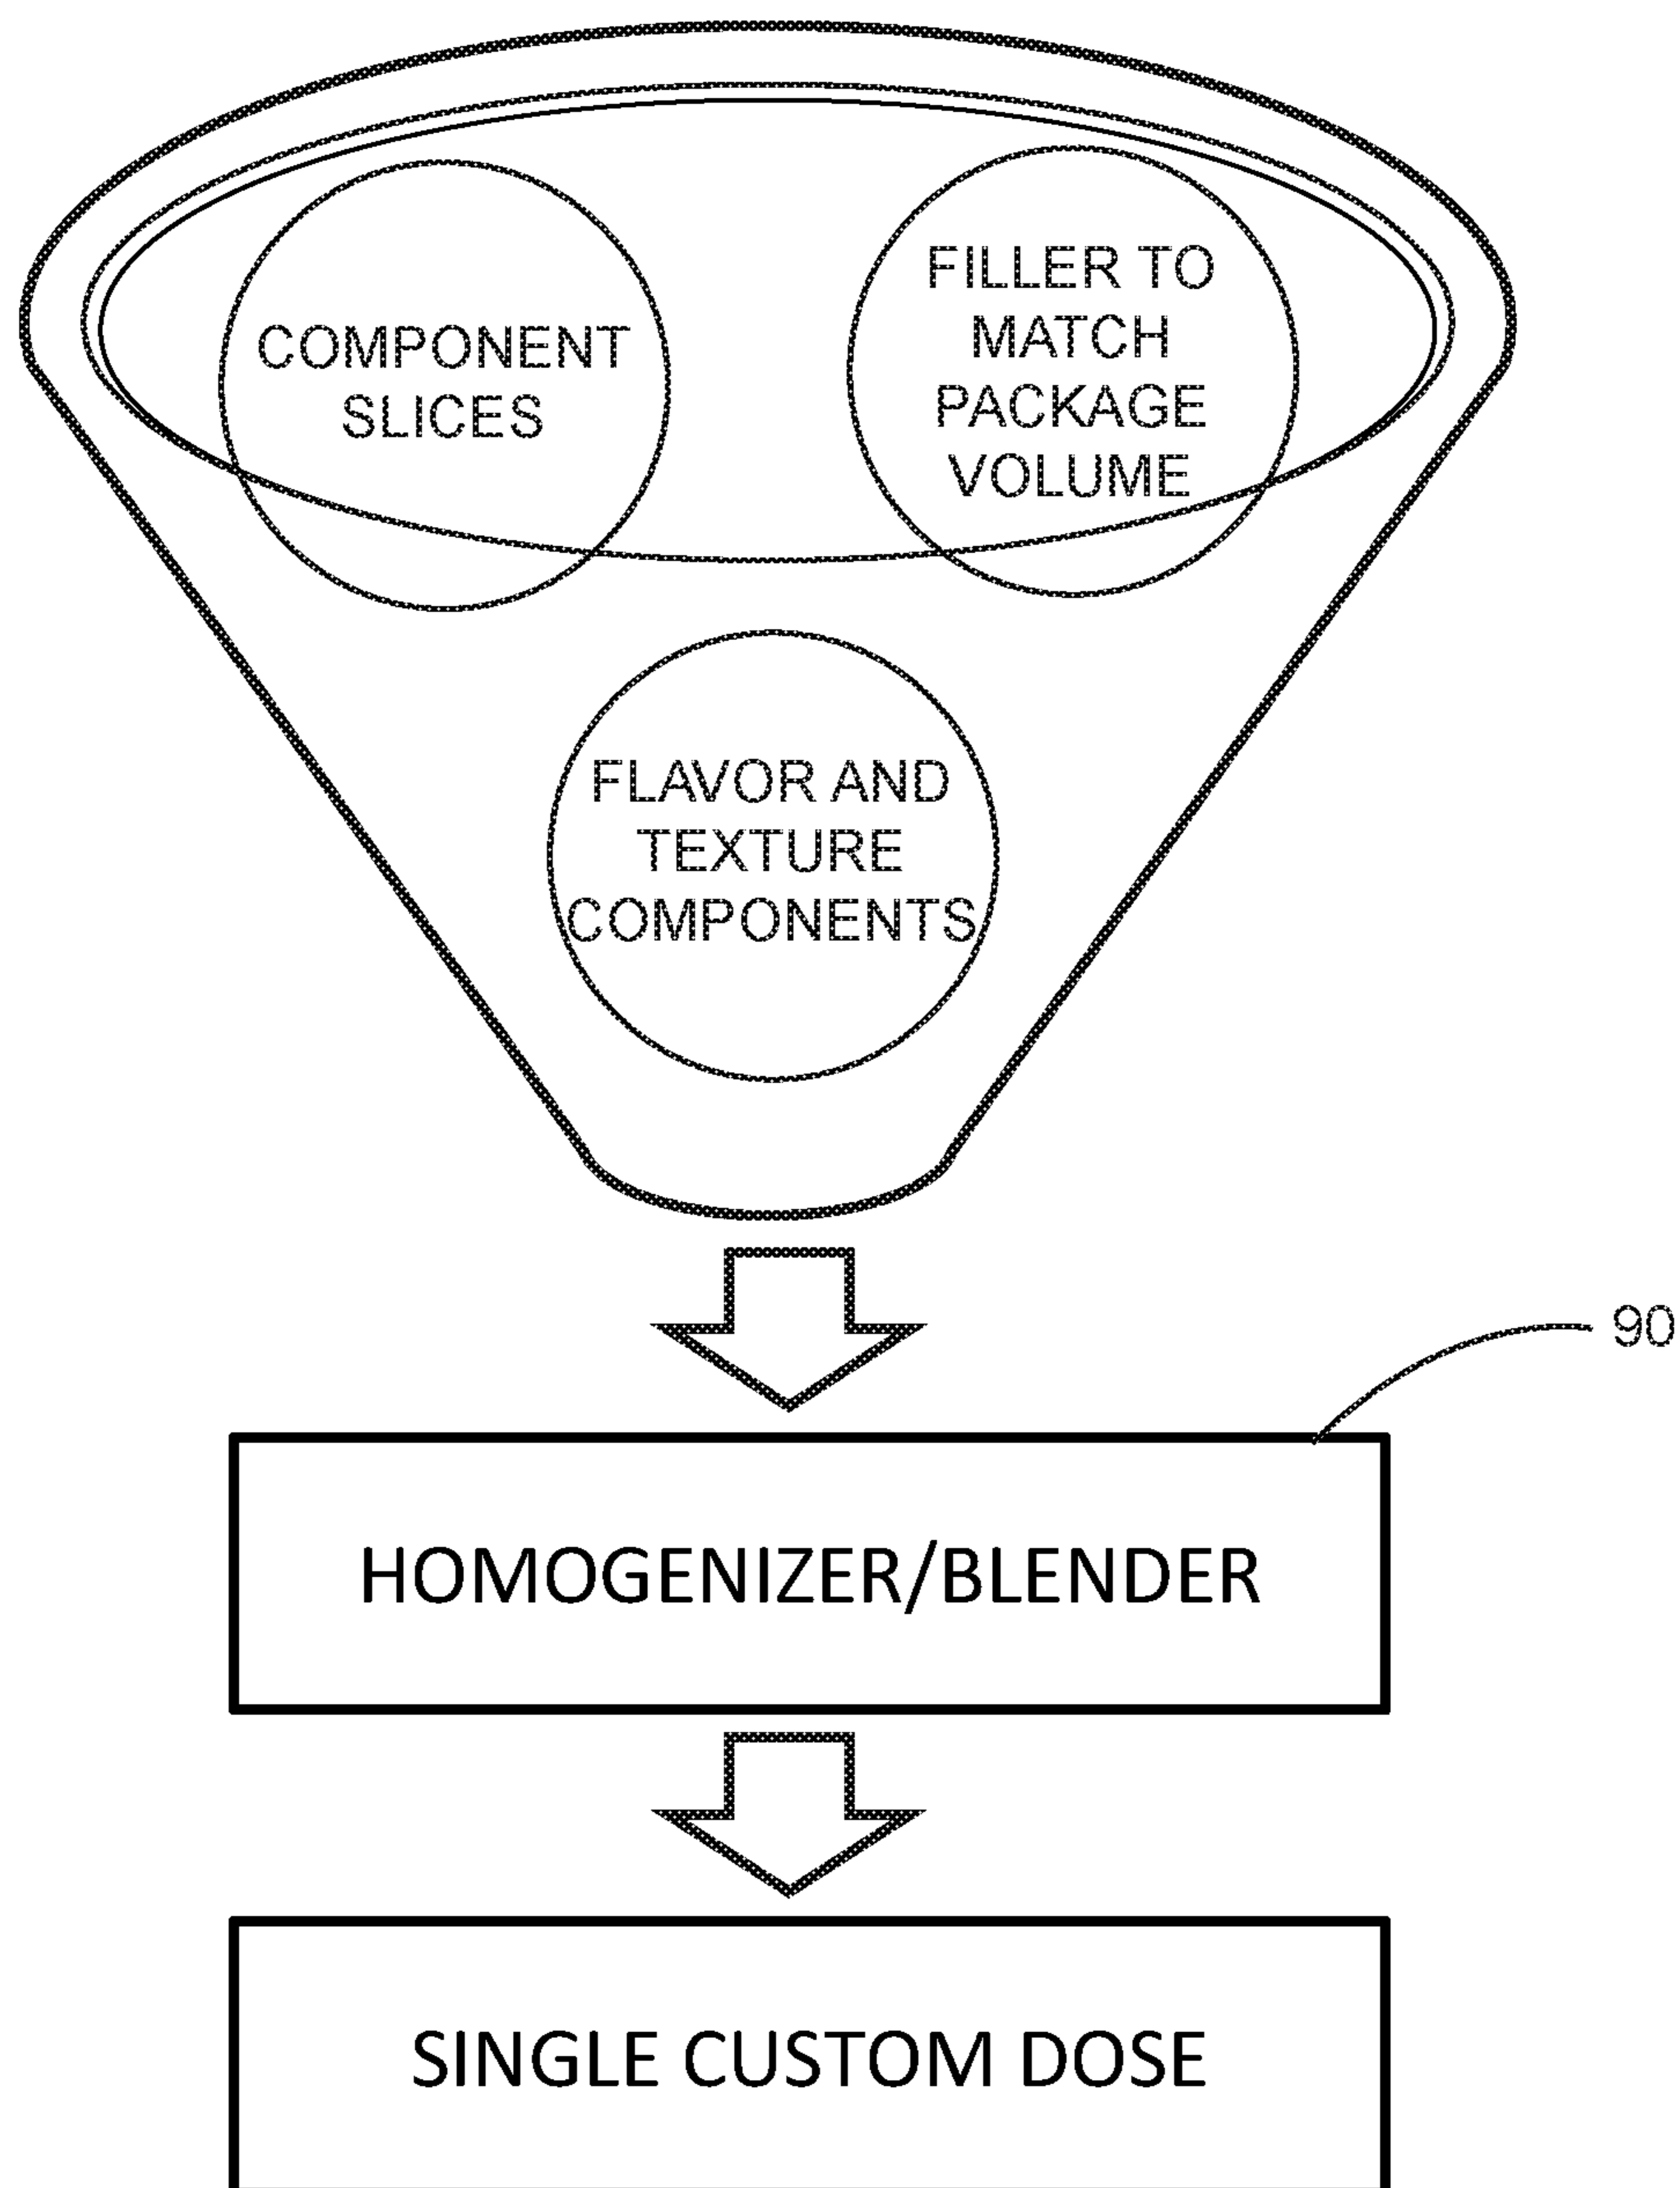 COMPONENT
SLICES
FILLER TO
MATCH
PACKAGE
VOLUME
FLAVOR AND
TEXTURE
COMPONENTS
90
HOMOGENIZER/BLENDER
SINGLE CUSTOM DOSE